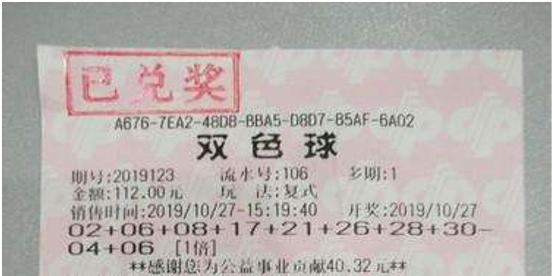 已兑奖
A676-7EA2-48D8-BBA5-D8D7-B5AF-6A02
双色球
期号:2019123 流水号:106 多期:1
金额:112.00元 玩 法:复式
销售时间:2019/10/27-15:19:40 开奖:2019/10/27
02+06+08+17+21+26+28+30-
04+06 [1倍]
**感谢您为公益事业贡献40.32元**